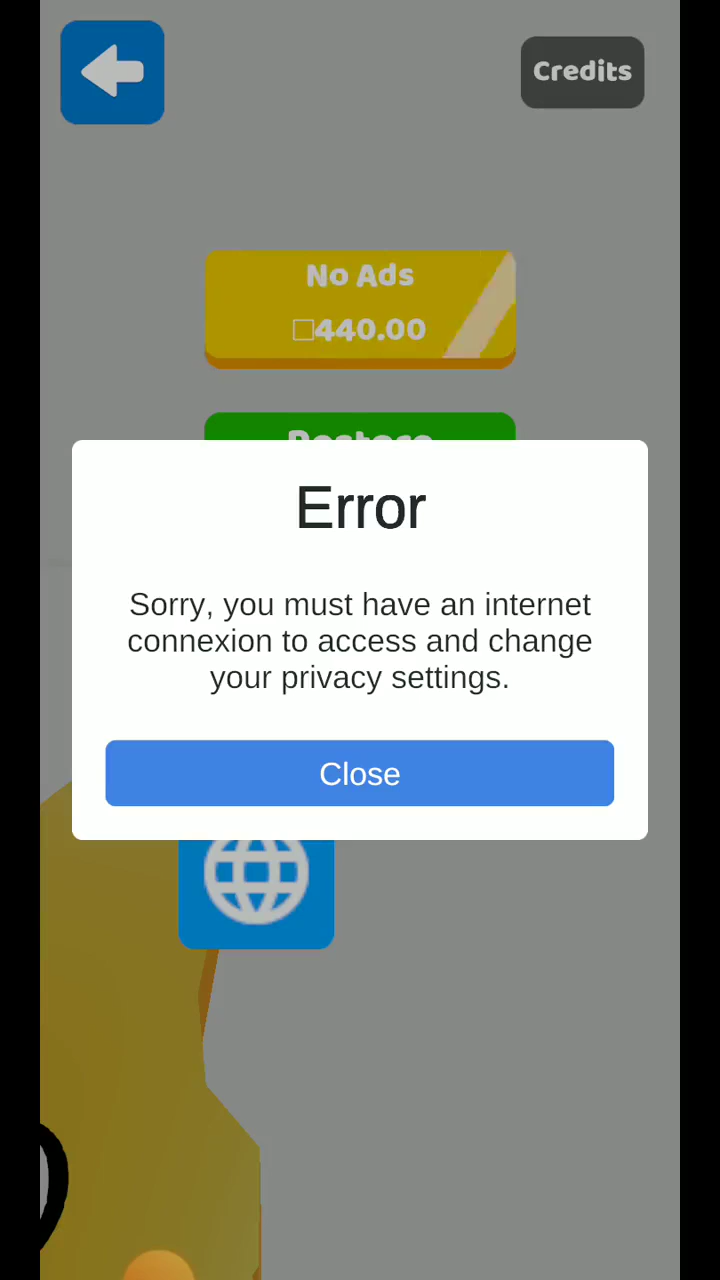 Credits
No Ads
□440.00
Restore
Error
Sorry, you must have an internet
connexion to access and change
your privacy settings.
Close